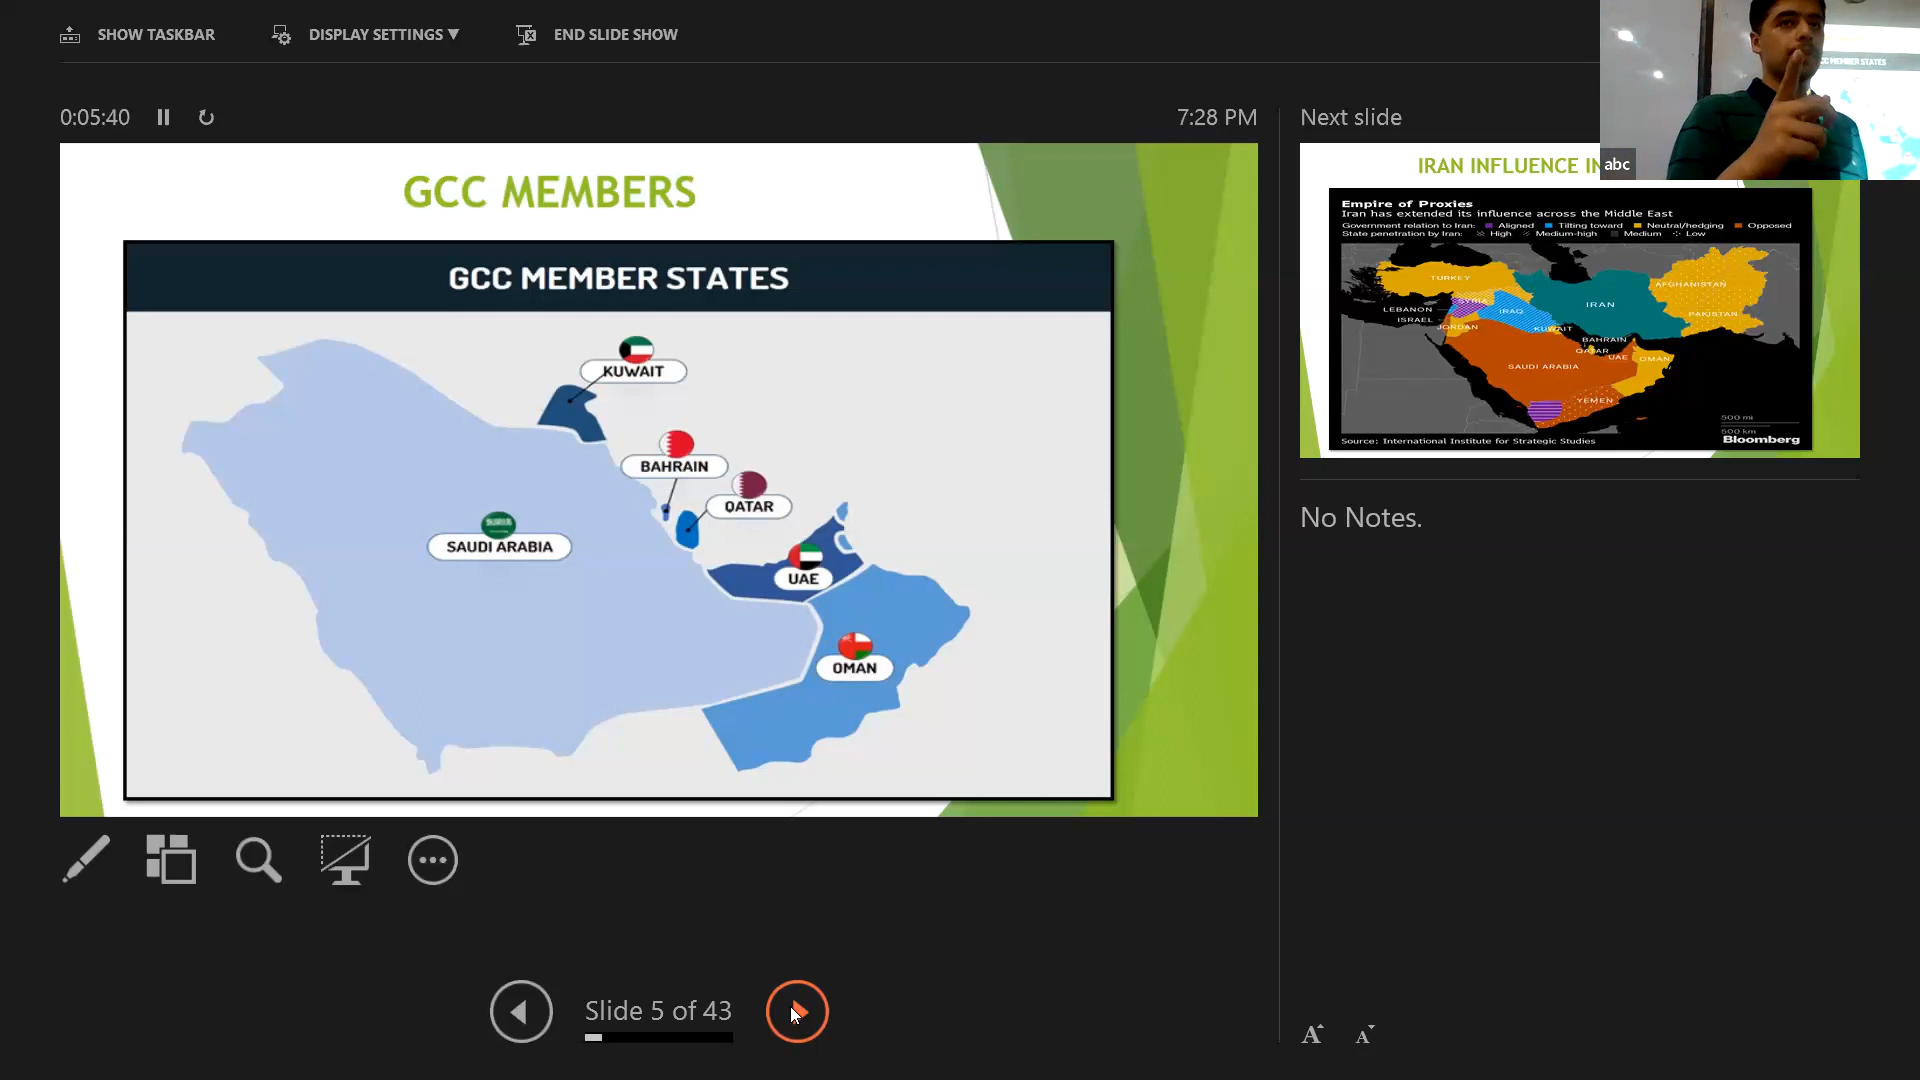 SHOW TASKBAR
DISPLAY SETTINGS ▼
END SLIDE SHOW
0:05:40
7:28 PM
Next slide
abc
GCC MEMBERS
GCC MEMBER STATES
KUWAIT
BAHRAIN
QATAR
SAUDI ARABIA
UAE
OMAN
IRAN INFLUENCE IN
Empire of Proxies
Iran has extended its influence across the Middle East
Government relation to Iran: Aligned Tilting toward Neutral/hedging Opposed
State penetration by Iran: High Medium-high Medium Low
TURKEY
AFGHANISTAN
SYRIA
IRAN
LEBANON
IRAQ
ISRAEL
PAKISTAN
JORDAN
KUWAIT
BAHRAIN
QATAR
UAE
OMAN
SAUDI ARABIA
YEMEN
500 mi
500 km
Source: International Institute for Strategic Studies
Bloomberg
No Notes.
Slide 5 of 43
A A